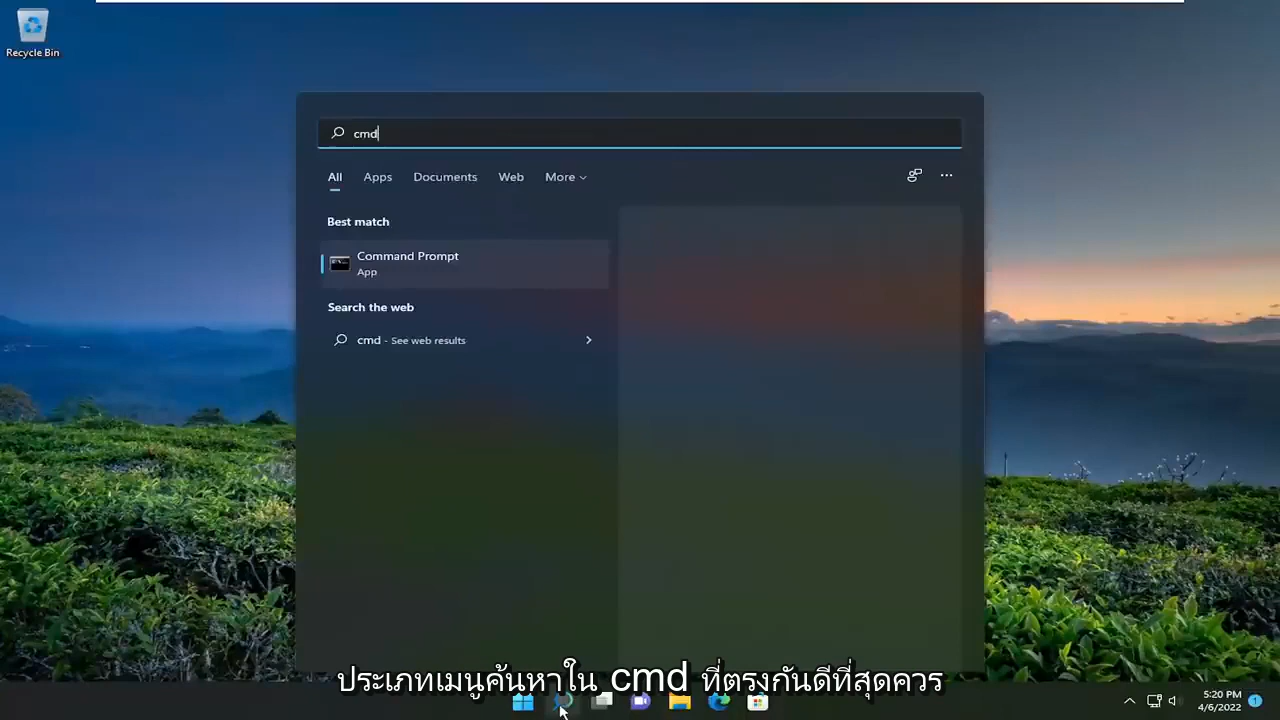 Recycle Bin
cmd
All Apps Documents Web More
Best match
Command Prompt
App
Search the web
cmd - See web results
ประเภทเมนูค้นหาใน cmd ที่ตรงกันดีที่สุดควร
5:20 PM
4/6/2022
1